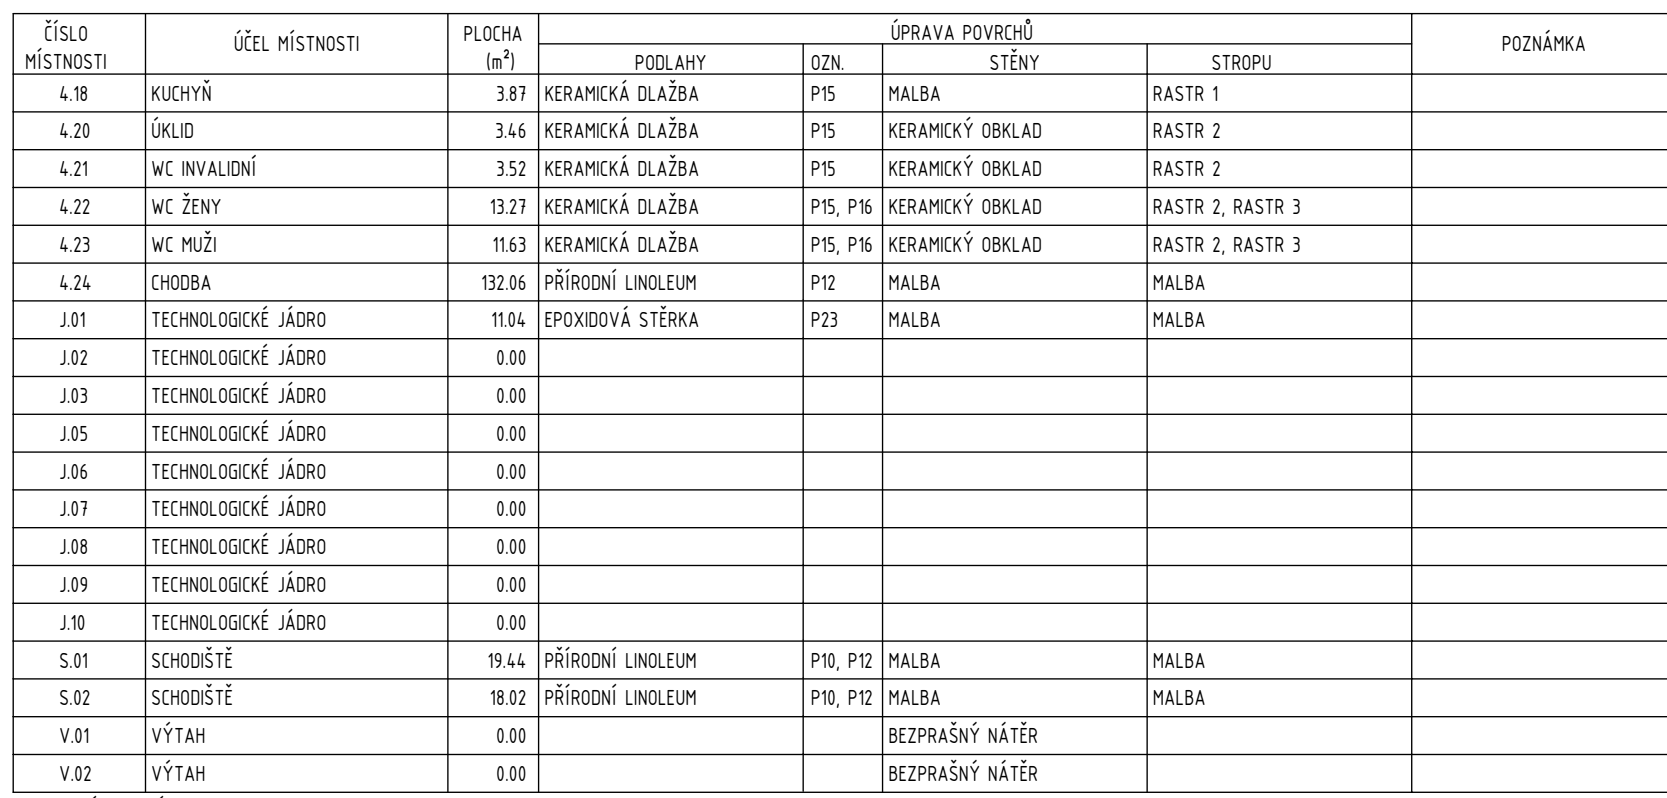 ČÍSLO MÍSTNOSTI ÚČEL MÍSTNOSTI PLOCHA (m²) ÚPRAVA POVRCHŮ POZNÁMKA
PODLAHY OZN. STĚNY STROPU
4.18 KUCHYŇ 3.87 KERAMICKÁ DLAŽBA P15 MALBA RASTR 1
4.20 ÚKLID 3.46 KERAMICKÁ DLAŽBA P15 KERAMICKÝ OBKLAD RASTR 2
4.21 WC INVALIDNÍ 3.52 KERAMICKÁ DLAŽBA P15 KERAMICKÝ OBKLAD RASTR 2
4.22 WC ŽENY 13.27 KERAMICKÁ DLAŽBA P15, P16 KERAMICKÝ OBKLAD RASTR 2, RASTR 3
4.23 WC MUŽI 11.63 KERAMICKÁ DLAŽBA P15, P16 KERAMICKÝ OBKLAD RASTR 2, RASTR 3
4.24 CHODBA 132.06 PŘÍRODNÍ LINOLEUM P12 MALBA MALBA
J.01 TECHNOLOGICKÉ JÁDRO 11.04 EPOXIDOVÁ STĚRKA P23 MALBA MALBA
J.02 TECHNOLOGICKÉ JÁDRO 0.00
J.03 TECHNOLOGICKÉ JÁDRO 0.00
J.05 TECHNOLOGICKÉ JÁDRO 0.00
J.06 TECHNOLOGICKÉ JÁDRO 0.00
J.07 TECHNOLOGICKÉ JÁDRO 0.00
J.08 TECHNOLOGICKÉ JÁDRO 0.00
J.09 TECHNOLOGICKÉ JÁDRO 0.00
J.10 TECHNOLOGICKÉ JÁDRO 0.00
S.01 SCHODIŠTĚ 19.44 PŘÍRODNÍ LINOLEUM P10, P12 MALBA MALBA
S.02 SCHODIŠTĚ 18.02 PŘÍRODNÍ LINOLEUM P10, P12 MALBA MALBA
V.01 VÝTAH 0.00 BEZPRAŠNÝ NÁTĚR
V.02 VÝTAH 0.00 BEZPRAŠNÝ NÁTĚR